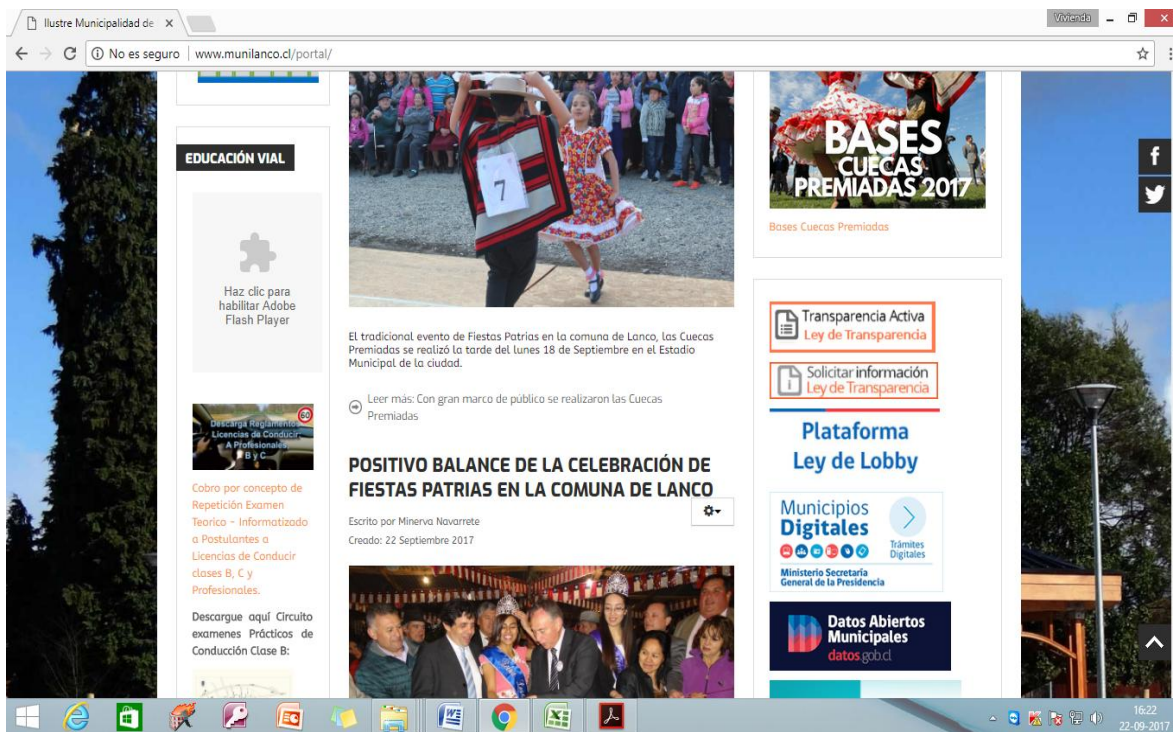 Ilustre Municipalidad de
Vivienda
No es seguro www.munilanco.cl/portal/
EDUCACIÓN VIAL
Haz clic para
habilitar Adobe
Flash Player
60
Descarga Reglamentos
Licencias de Conducir
A Profesionales
B y C
Cobro por concepto de
Repetición Examen
Teorico - Informatizado
a Postulantes a
Licencias de Conducir
clases B, C y
Profesionales.
Descargue aquí Circuito
examenes Prácticos de
Conducción Clase B:
7
El tradicional evento de Fiestas Patrias en la comuna de Lanco, las Cuecas
Premiadas se realizó la tarde del lunes 18 de Septiembre en el Estadio
Municipal de la ciudad.
Leer más: Con gran marco de público se realizaron las Cuecas
Premiadas
POSITIVO BALANCE DE LA CELEBRACIÓN DE
FIESTAS PATRIAS EN LA COMUNA DE LANCO
Escrito por Minerva Navarrete
Creado: 22 Septiembre 2017
BASES
CUECAS
PREMIADAS 2017
Bases Cuecas Premiadas
Transparencia Activa
Ley de Transparencia
Solicitar información
Ley de Transparencia
Plataforma
Ley de Lobby
Municipios
Digitales
Trámites
Digitales
Ministerio Secretaría
General de la Presidencia
Datos Abiertos
Municipales
datos.gob.cl
16:22
22-09-2017